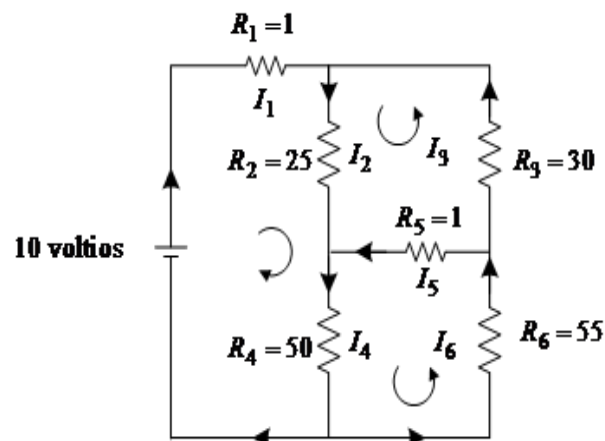 R₁ = 1
I₁
R₂ = 25
I₂
I₃
R₃ = 30
R₅ = 1
10 voltios
I₅
R₄ = 50
I₄
I₆
R₆ = 55